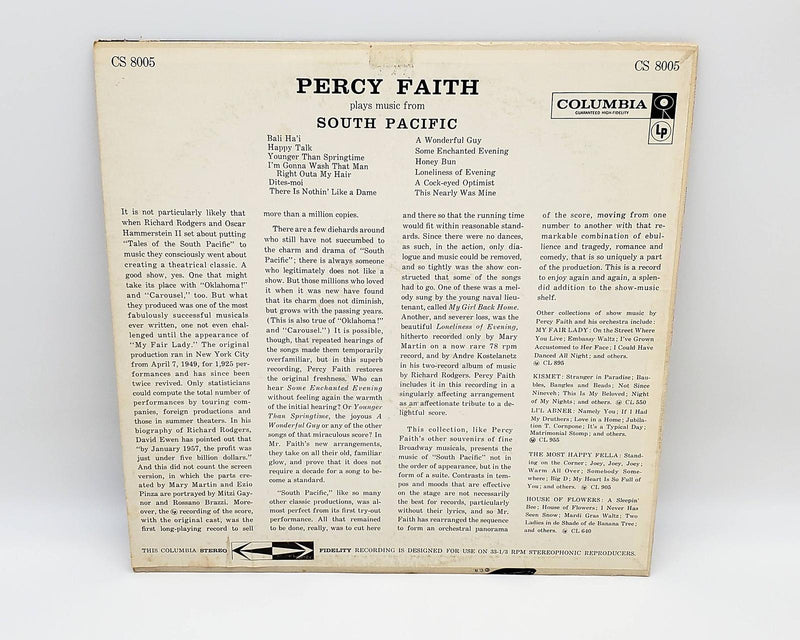 CS 8005
CS 8005
PERCY FAITH
plays music from
SOUTH PACIFIC
COLUMBIA
GUARANTEED HIGH-FIDELITY
Lp
Bali Ha'i
Happy Talk
Younger Than Springtime
I'm Gonna Wash That Man
Right Outa My Hair
Dites-moi
There Is Nothin' Like a Dame
A Wonderful Guy
Some Enchanted Evening
Honey Bun
Loneliness of Evening
A Cock-eyed Optimist
This Nearly Was Mine
It is not particularly likely that
when Richard Rodgers and Oscar
Hammerstein II set about putting
"Tales of the South Pacific" to
music they consciously went about
creating a theatrical classic. A
good show, yes. One that might
take its place with "Oklahoma!"
and "Carousel," too. But what
they produced was one of the most
fabulously successful musicals
ever written, one not even chal-
lenged until the appearance of
"My Fair Lady." The original
production ran in New York City
from April 7, 1949, for 1,925 per-
formances and has since been
twice revived. Only statisticians
could compute the total number of
performances by touring com-
panies, foreign productions and
those in summer theaters. In his
biography of Richard Rodgers,
David Ewen has pointed out that
"by January 1957, the profit was
just under five billion dollars."
And this did not count the screen
version, in which the parts cre-
ated by Mary Martin and Ezio
Pinza are portrayed by Mitzi Gay-
nor and Rossano Brazzi. More-
over, the recording of the score,
with the original cast, was the
first long-playing record to sell
more than a million copies.
There are a few diehards around
who still have not succumbed to
the charm and drama of "South
Pacific"; there is always someone
who legitimately does not like a
show. But those millions who loved
it when it was new have found
that its charm does not diminish,
but grows with the passing years.
(This is also true of "Oklahoma!"
and "Carousel.") It is possible,
though, that repeated hearings of
the songs made them temporarily
overfamiliar, but in this superb
recording, Percy Faith restores
the original freshness. Who can
hear Some Enchanted Evening
without feeling again the warmth
of the initial hearing? Or Younger
Than Springtime, the joyous A
Wonderful Guy or any of the other
songs of that miraculous score? In
Mr. Faith's new arrangements,
they take on all their old, familiar
glow, and prove that it does not
require a decade for a song to be-
come a standard.
"South Pacific," like so many
other classic productions, was al-
most perfect from its first try-out
performance. All that remained
to be done, really, was to cut here
and there so that the running time
would fit within reasonable stand-
ards. Since there were no dances,
as such, in the action, only dia-
logue and music could be removed,
and so tightly was the show con-
structed that some of the songs
had to go. One of these was a mel-
ody sung by the young naval lieu-
tenant, called My Girl Back Home.
Another, and severer loss, was the
beautiful Loneliness of Evening,
hitherto recorded only by Mary
Martin on a now rare 78 rpm
record, and by Andre Kostelanetz
in his two-record album of music
by Richard Rodgers. Percy Faith
includes it in this recording in a
singularly affecting arrangement
as an affectionate tribute to a de-
lightful score.
This collection, like Percy
Faith's other souvenirs of fine
Broadway musicals, presents the
music of "South Pacific" not in
the order of appearance, but in the
form of a suite. Contrasts in tem-
pos and moods that are effective
on the stage are not necessarily
the best for records, particularly
without their lyrics, and so Mr.
Faith has rearranged the sequence
to form an orchestral panorama
of the score, moving from one
number to another with that re-
markable combination of ebul-
lience and tragedy, romance and
comedy, that is so uniquely a part
of the production. This is a record
to enjoy again and again, a splen-
did addition to the show-music
shelf.
Other collections of show music by
Percy Faith and his orchestra include:
MY FAIR LADY: On the Street Where
You Live; Embassy Waltz; I've Grown
Accustomed to Her Face; I Could Have
Danced All Night; and others.
CL 895
KISMET: Stranger in Paradise; Bau-
bles, Bangles and Beads; Not Since
Nineveh; This Is My Beloved; Night
of My Nights; and others. CL 550
LI'L ABNER: Namely You; If I Had
My Druthers; Love in a Home; Jubila-
tion T. Cornpone; It's a Typical Day;
Matrimonial Stomp; and others.
CL 955
THE MOST HAPPY FELLA: Stand-
ing on the Corner; Joey, Joey, Joey;
Warm All Over; Somebody Some-
where; Big D; My Heart Is So Full of
You; and others. CL 905
HOUSE OF FLOWERS: A Sleepin'
Bee; House of Flowers; I Never Has
Seen Snow; Mardi Gras Waltz; Two
Ladies in de Shade of de Banana Tree;
and others. CL 640
THIS COLUMBIA STEREO FIDELITY RECORDING IS DESIGNED FOR USE ON 33-1/3 RPM STEREOPHONIC REPRODUCERS.